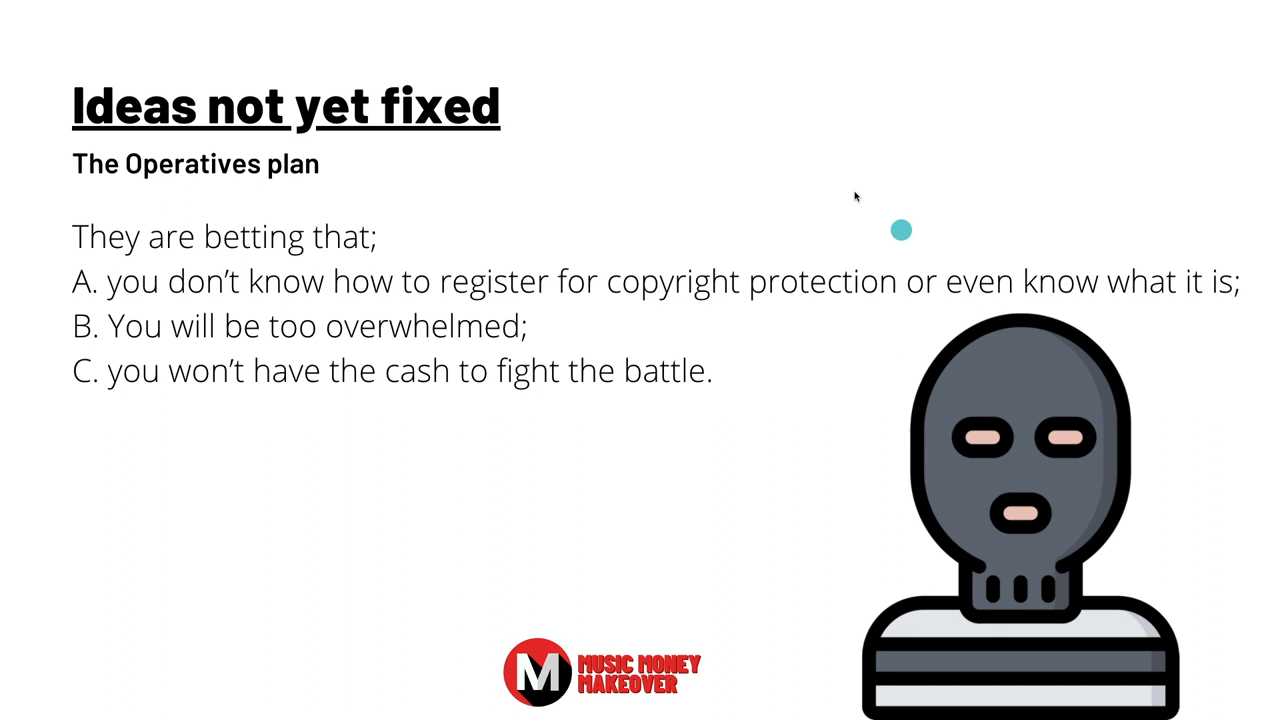 Ideas not yet fixed
The Operatives plan
They are betting that;
A. you don’t know how to register for copyright protection or even know what it is;
B. You will be too overwhelmed;
C. you won’t have the cash to fight the battle.
M MUSIC MONEY
MAKEOVER